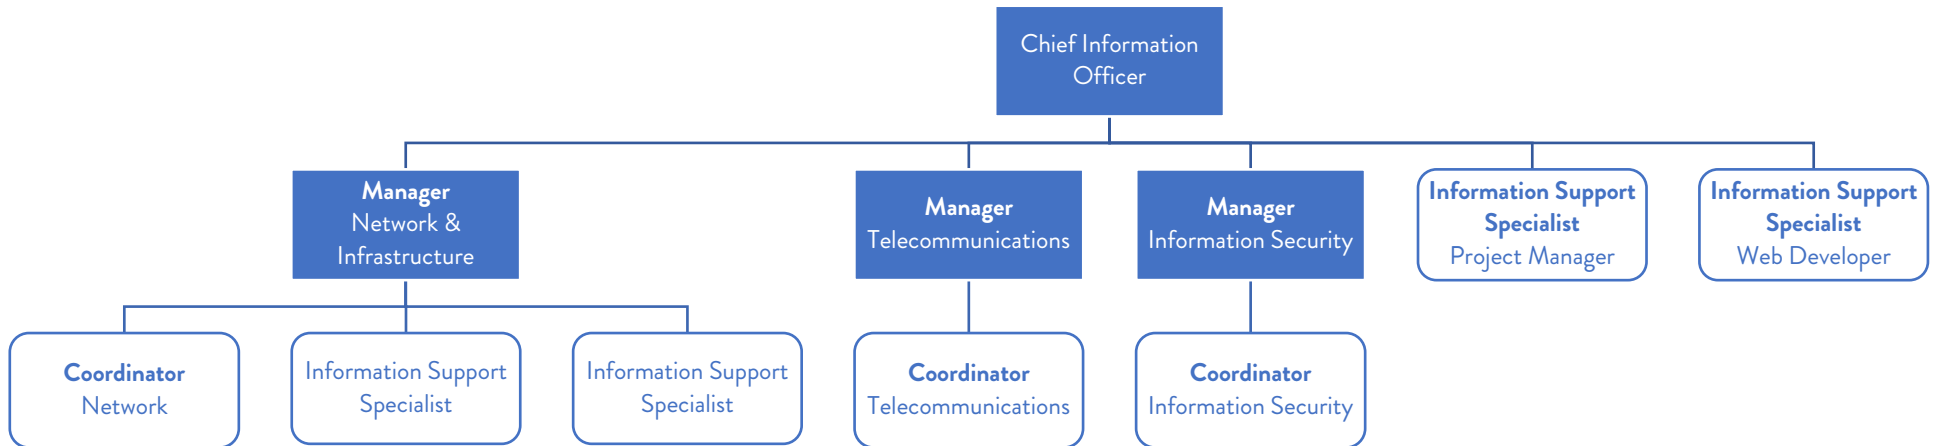 Chief Information
Officer
Manager
Network &
Infrastructure
Manager
Telecommunications
Manager
Information Security
Information Support
Specialist
Project Manager
Information Support
Specialist
Web Developer
Coordinator
Network
Information Support
Specialist
Information Support
Specialist
Coordinator
Telecommunications
Coordinator
Information Security